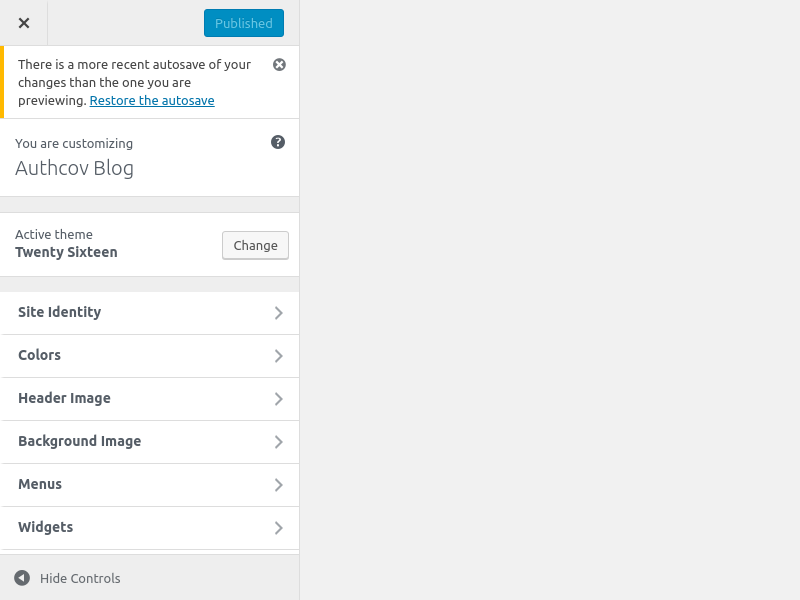 Published
There is a more recent autosave of your
changes than the one you are
previewing. Restore the autosave
You are customizing
Authcov Blog
Active theme
Twenty Sixteen
Change
Site Identity
Colors
Header Image
Background Image
Menus
Widgets
Hide Controls